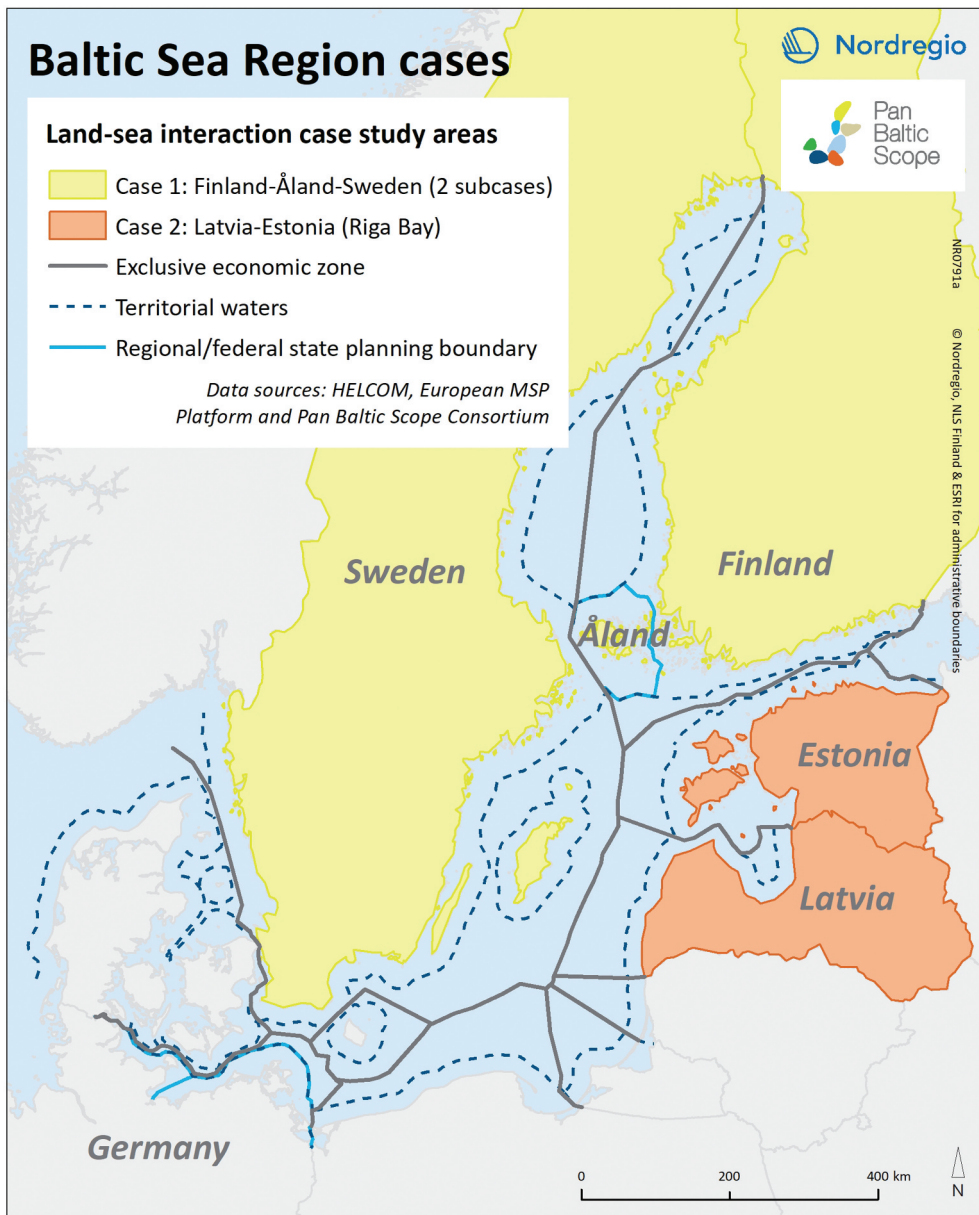 Baltic Sea Region cases
Nordregio
Pan
Baltic
Scope
Land-sea interaction case study areas
Case 1: Finland-Åland-Sweden (2 subcases)
Case 2: Latvia-Estonia (Riga Bay)
Exclusive economic zone
Territorial waters
Regional/federal state planning boundary
Data sources: HELCOM, European MSP
Platform and Pan Baltic Scope Consortium
NR0791a
© Nordregio, NLS Finland & ESRI for administrative boundaries
Sweden
Finland
Åland
Estonia
Latvia
Germany
0 200 400 km
N